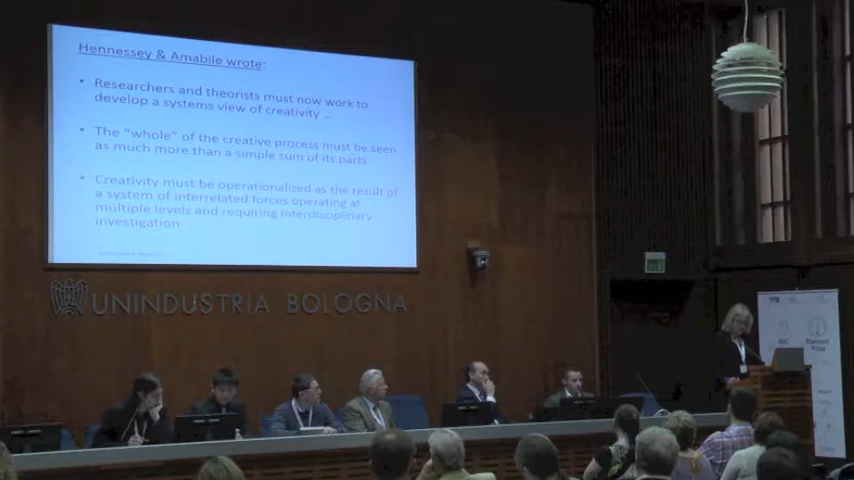 Hennessey & Amabile wrote:
• Researchers and theorists must now work to
develop a systems view of creativity ...
• The "whole" of the creative process must be seen
as much more than a simple sum of its parts
• Creativity must be operationalized as the result of
a system of interrelated forces operating at
multiple levels and requiring interdisciplinary
investigation
UNINDUSTRIA BOLOGNA